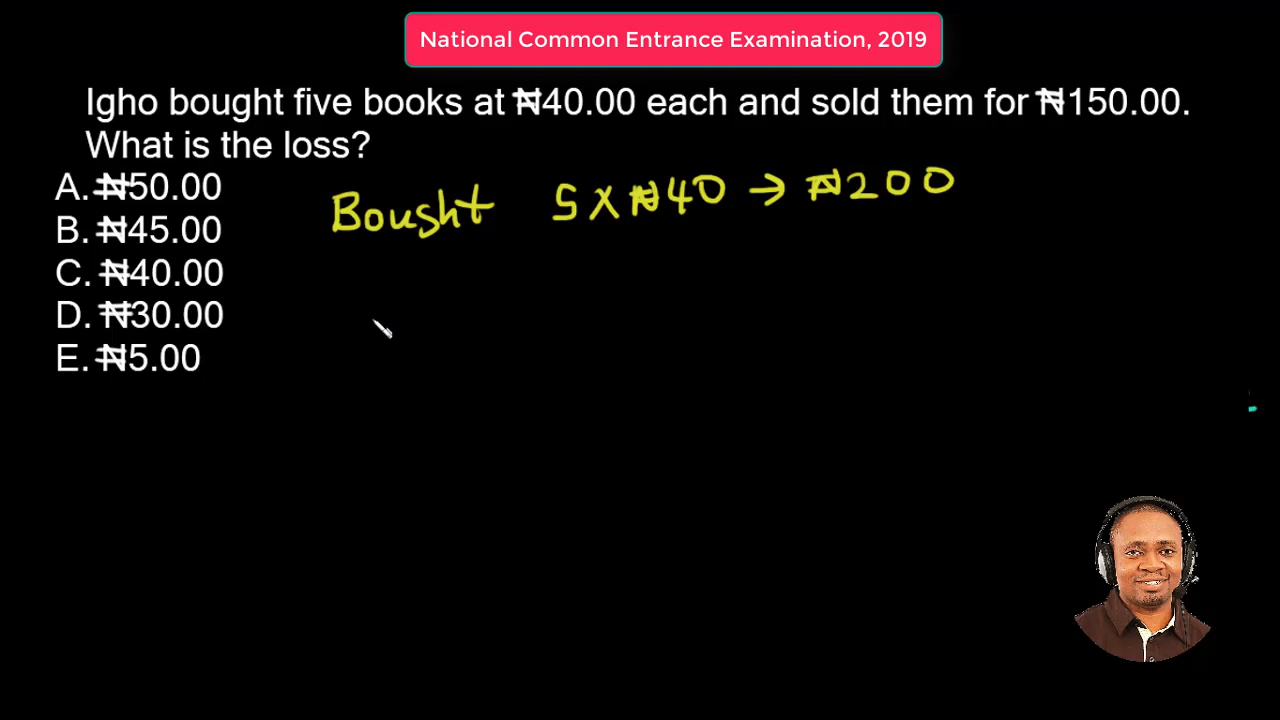 National Common Entrance Examination, 2019
Igho bought five books at ₦40.00 each and sold them for ₦150.00.
What is the loss?
A. ₦50.00
B. ₦45.00
C. ₦40.00
D. ₦30.00
E. ₦5.00
Bought 5 X ₦40 → ₦200